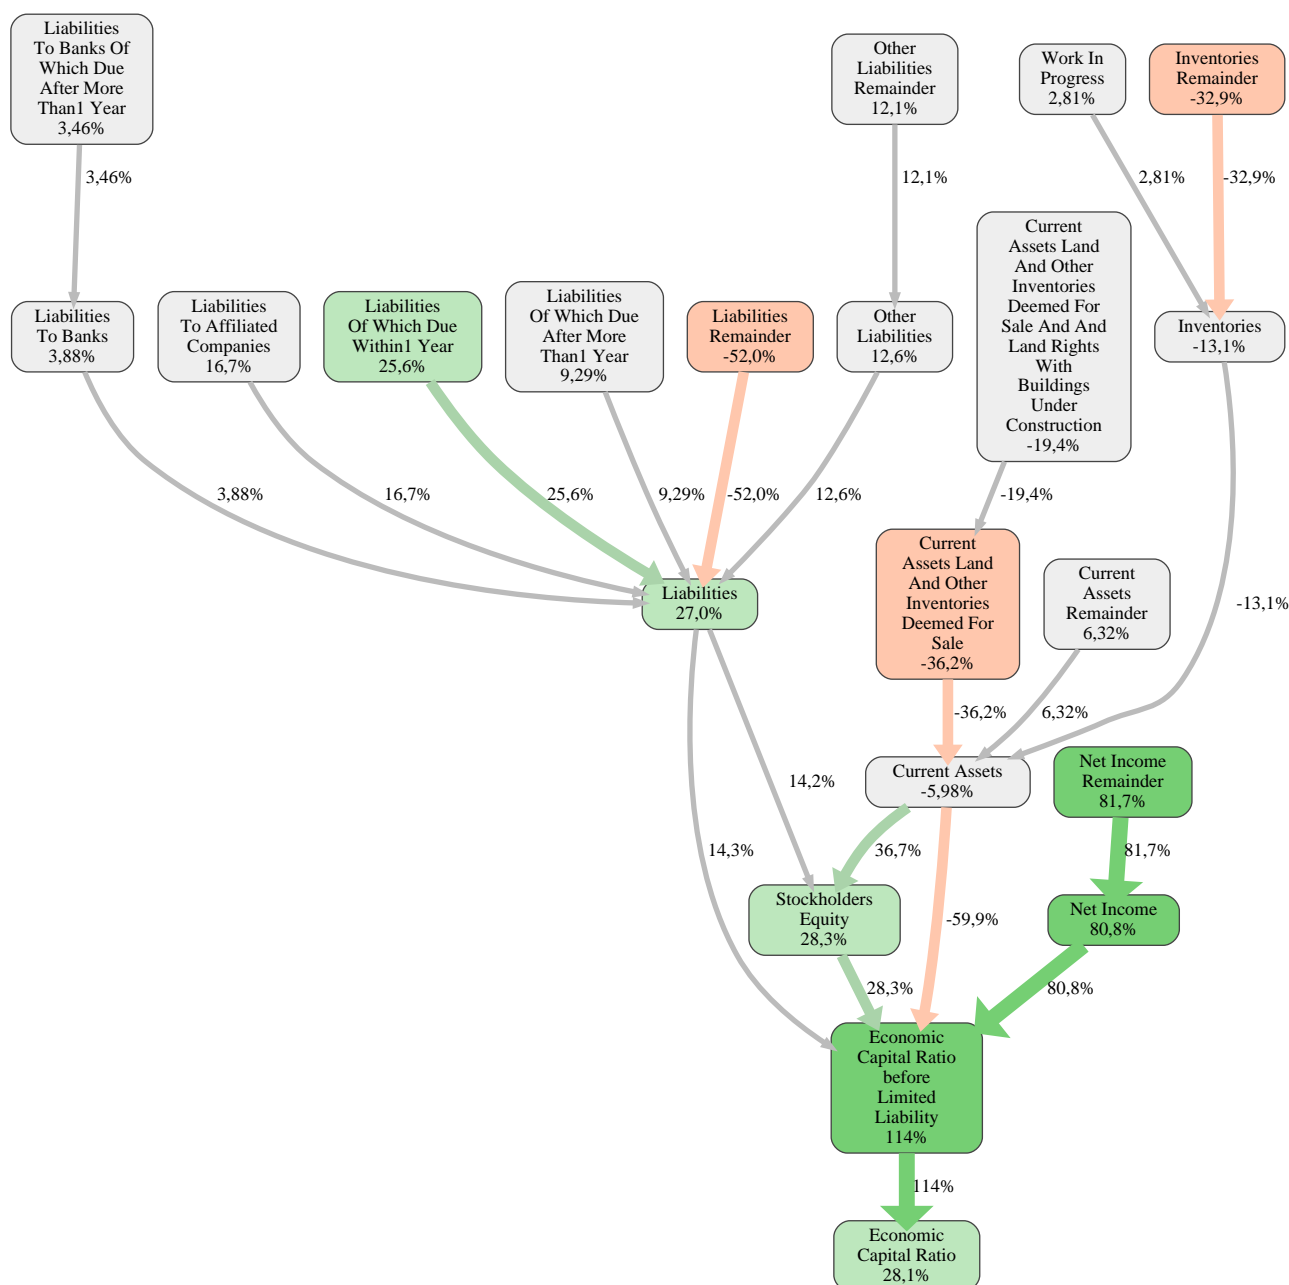 Liabilities
To Banks Of
Which Due
After More
Than1 Year
3,46%
Other
Liabilities
Remainder
12,1%
Work In
Progress
2,81%
Inventories
Remainder
-32,9%
3,46%
12,1%
2,81%
-32,9%
Current
Assets Land
And Other
Inventories
Deemed For
Sale And And
Land Rights
With
Buildings
Under
Construction
-19,4%
Liabilities
To Banks
3,88%
Liabilities
To Affiliated
Companies
16,7%
Liabilities
Of Which Due
Within1 Year
25,6%
Liabilities
Of Which Due
After More
Than1 Year
9,29%
Liabilities
Remainder
-52,0%
Other
Liabilities
12,6%
Inventories
-13,1%
3,88%
16,7%
25,6%
9,29%
-52,0%
12,6%
-19,4%
-13,1%
Liabilities
27,0%
Current
Assets Land
And Other
Inventories
Deemed For
Sale
-36,2%
Current
Assets
Remainder
6,32%
-36,2%
6,32%
Current Assets
-5,98%
Net Income
Remainder
81,7%
14,2%
14,3%
36,7%
-59,9%
81,7%
Stockholders
Equity
28,3%
Net Income
80,8%
28,3%
80,8%
Economic
Capital Ratio
before
Limited
Liability
114%
114%
Economic
Capital Ratio
28,1%